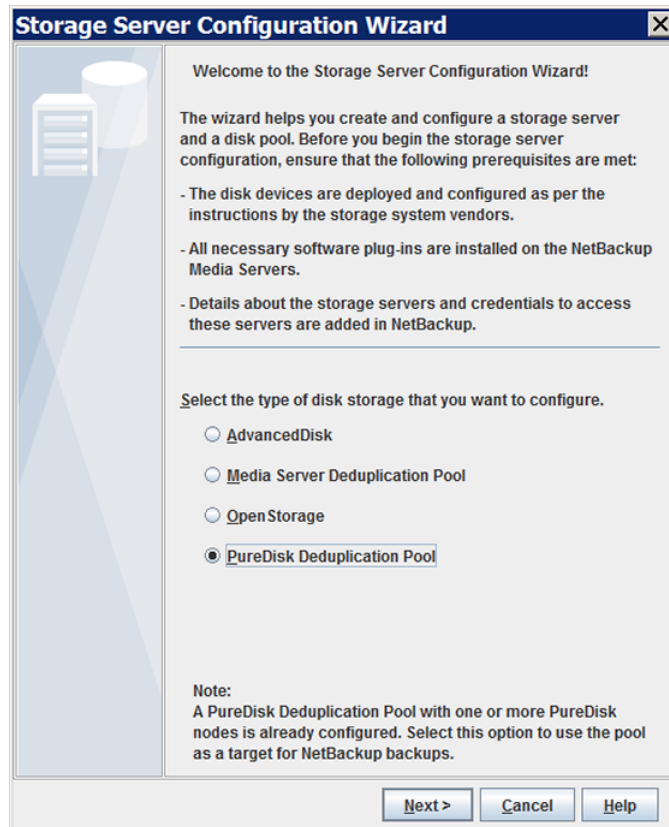 Storage Server Configuration Wizard
Welcome to the Storage Server Configuration Wizard!
The wizard helps you create and configure a storage server
and a disk pool. Before you begin the storage server
configuration, ensure that the following prerequisites are met:
- The disk devices are deployed and configured as per the
instructions by the storage system vendors.
- All necessary software plug-ins are installed on the NetBackup
Media Servers.
- Details about the storage servers and credentials to access
these servers are added in NetBackup.
Select the type of disk storage that you want to configure.
AdvancedDisk
Media Server Deduplication Pool
OpenStorage
PureDisk Deduplication Pool
Note:
A PureDisk Deduplication Pool with one or more PureDisk
nodes is already configured. Select this option to use the pool
as a target for NetBackup backups.
Next >
Cancel
Help